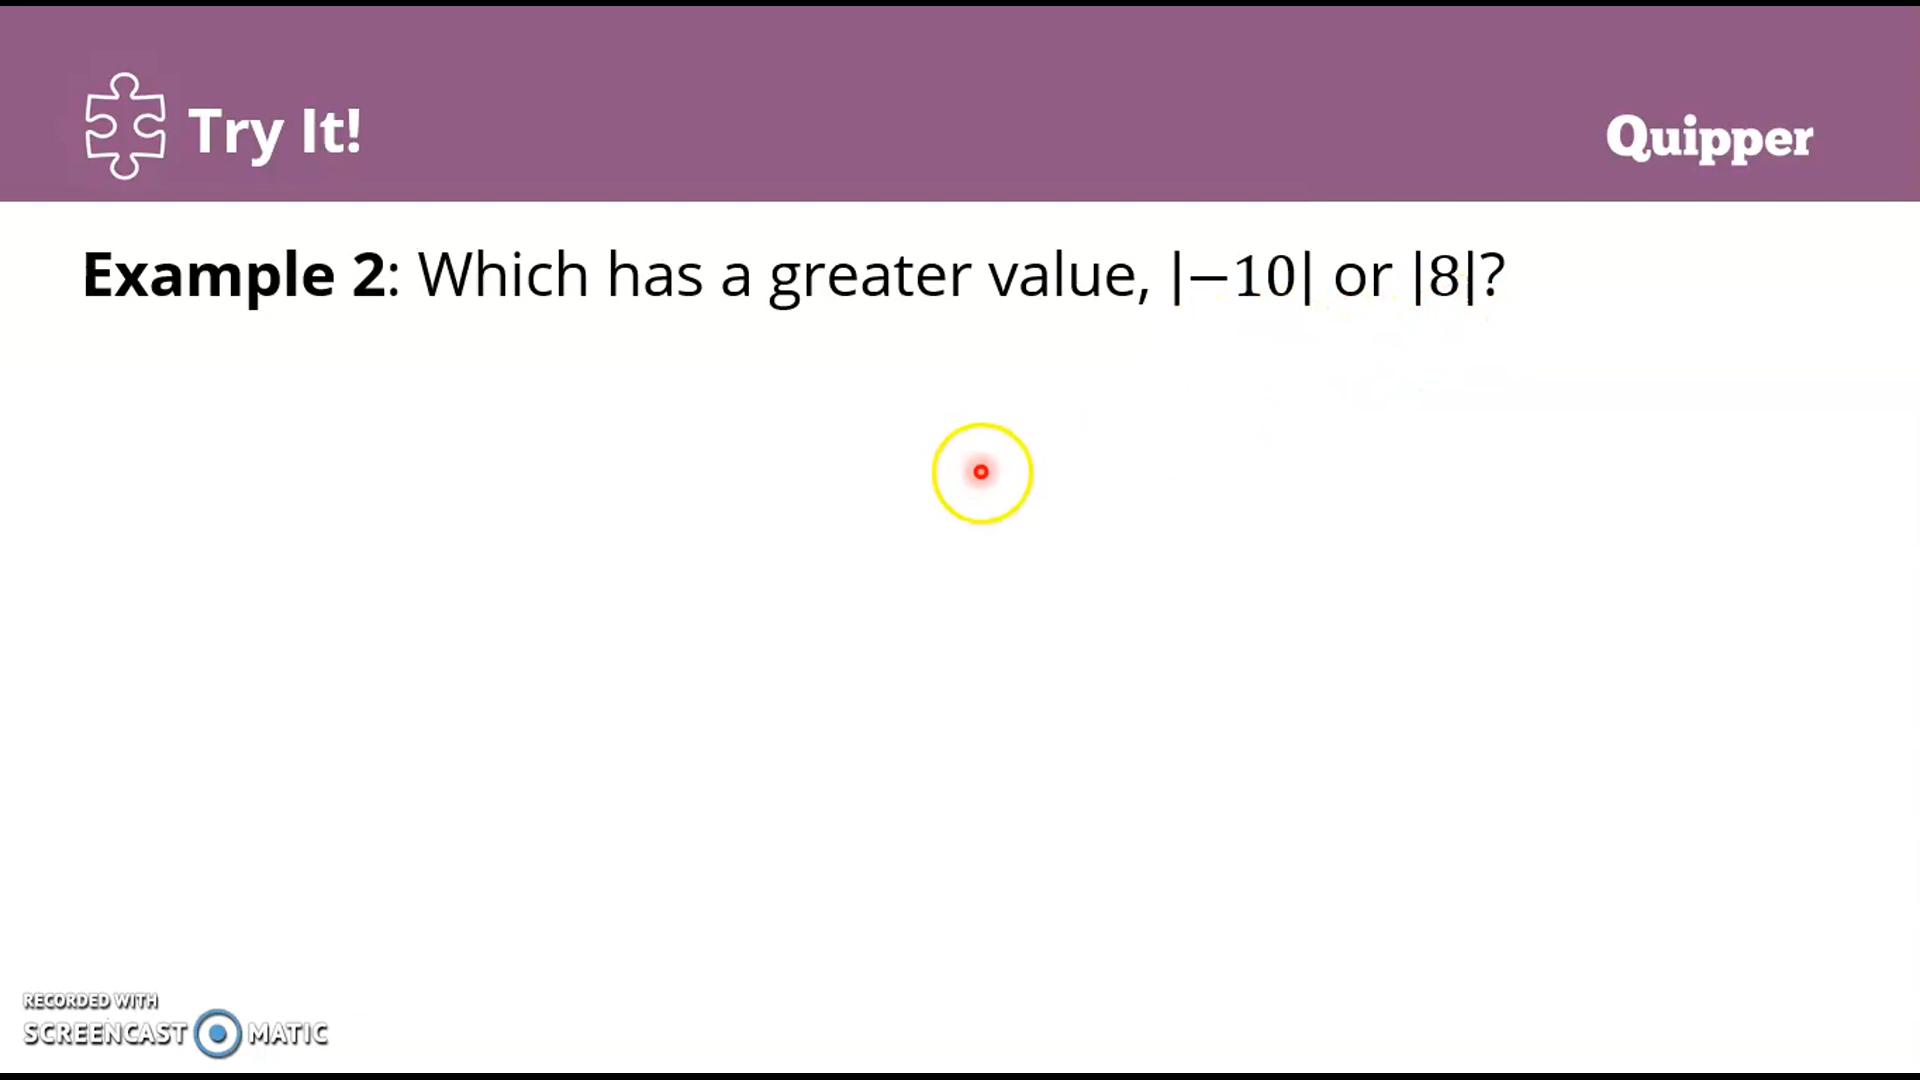 Try It!
Quipper
Example 2: Which has a greater value, |−10| or |8|?
RECORDED WITH
SCREENCAST MATIC